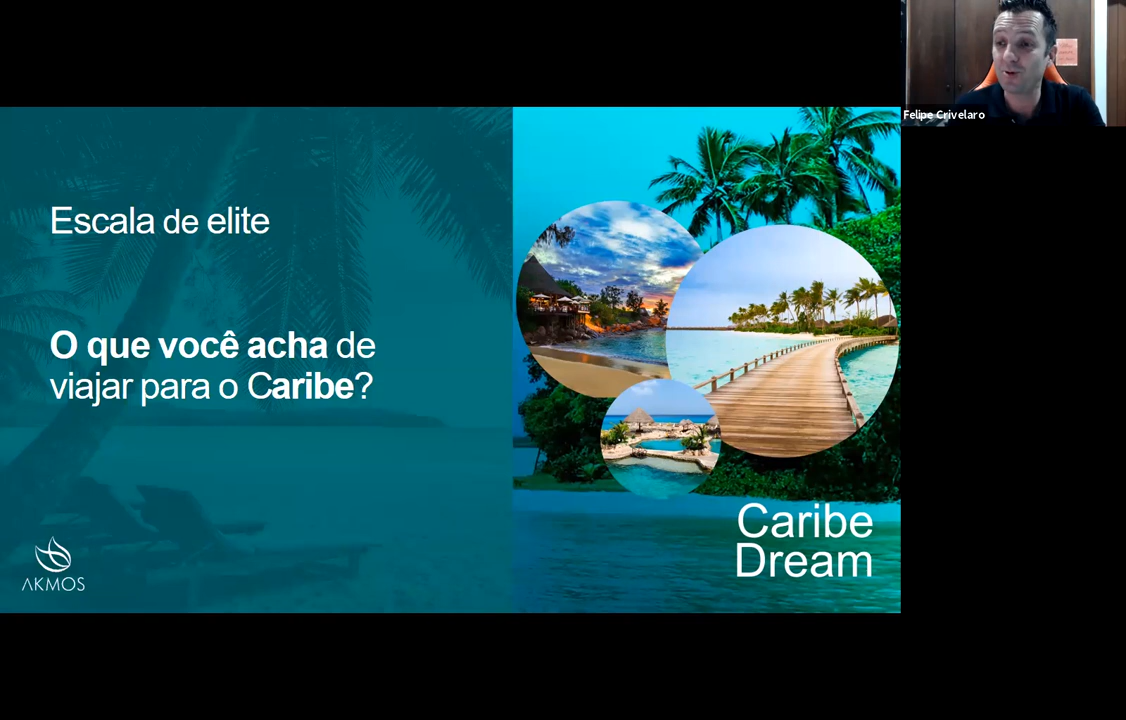 Felipe Crivelaro
Escala de elite
O que você acha de
viajar para o Caribe?
AKMOS
Caribe
Dream